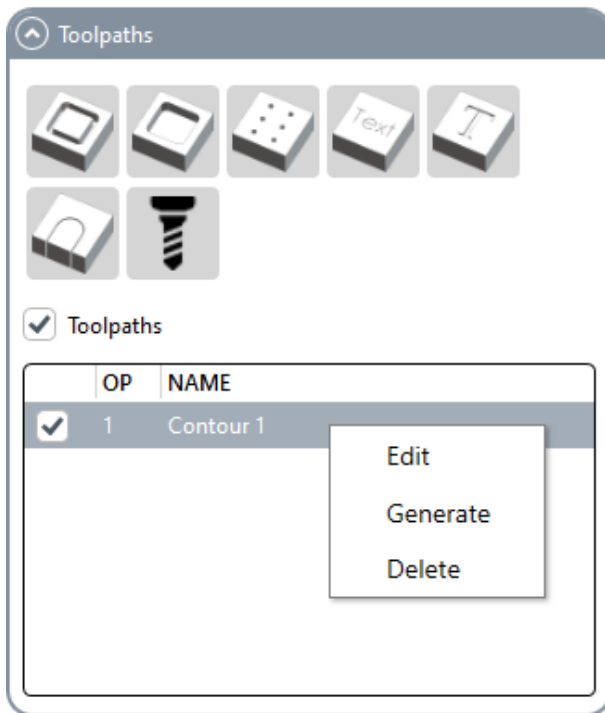 Toolpaths
Text
T
Toolpaths
OP NAME
1 Contour 1
Edit
Generate
Delete